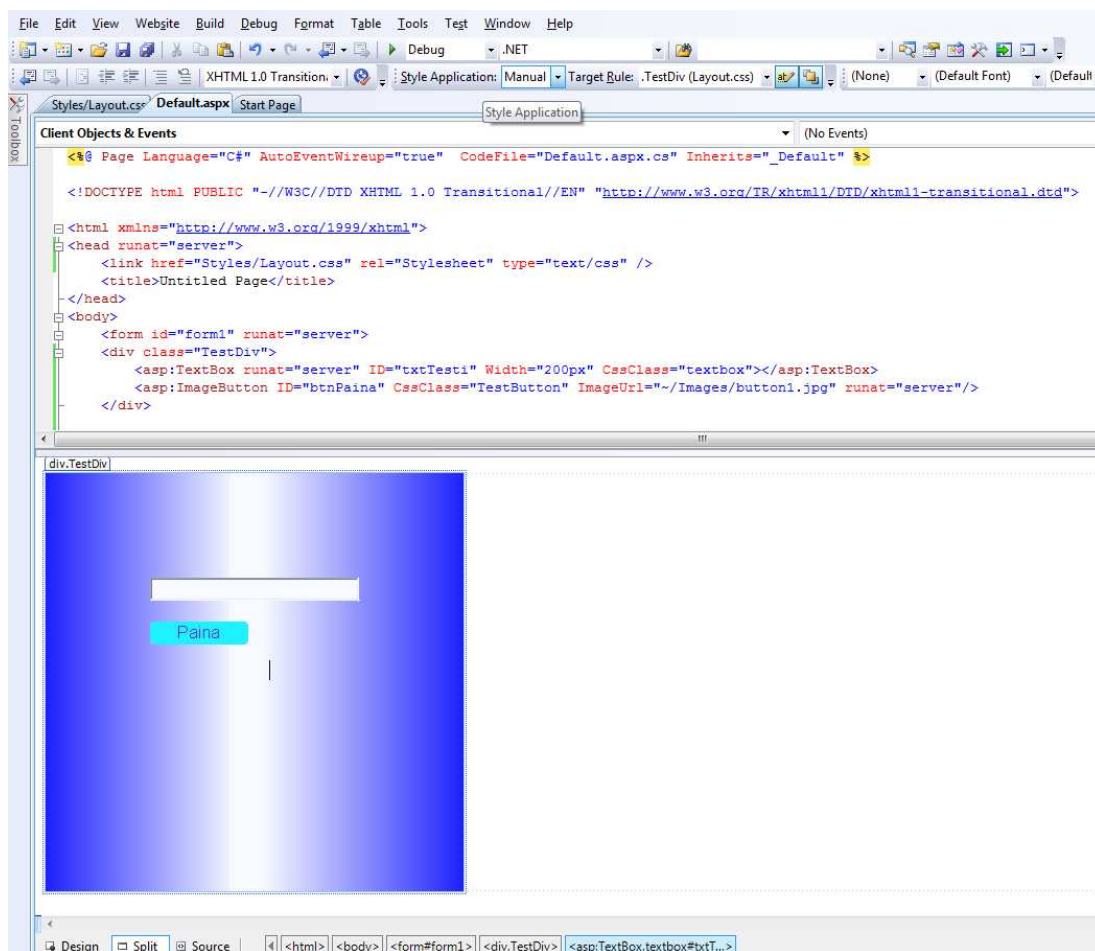 File Edit View Website Build Debug Format Table Tools Test Window Help
Debug .NET
XHTML 1.0 Transition Style Application: Manual Target Rule: .TestDiv (Layout.css) (None) (Default Font) (Default
Toolbox
Styles/Layout.css Default.aspx Start Page
Style Application
Client Objects & Events (No Events)
<%@ Page Language="C#" AutoEventWireup="true" CodeFile="Default.aspx.cs" Inherits="_Default" %>
<!DOCTYPE html PUBLIC "-//W3C//DTD XHTML 1.0 Transitional//EN" "http://www.w3.org/TR/xhtml1/DTD/xhtml1-transitional.dtd">
<html xmlns="http://www.w3.org/1999/xhtml">
<head runat="server">
<link href="Styles/Layout.css" rel="Stylesheet" type="text/css" />
<title>Untitled Page</title>
</head>
<body>
<form id="form1" runat="server">
<div class="TestDiv">
<asp:TextBox runat="server" ID="txtTesti" Width="200px" CssClass="textbox"></asp:TextBox>
<asp:ImageButton ID="btnPaina" CssClass="TestButton" ImageUrl="~/Images/button1.jpg" runat="server"/>
</div>
div.TestDiv
Paina
Design Split Source <html> <body> <form#form1> <div.TestDiv> <asp:TextBox.textbox#txtT...>